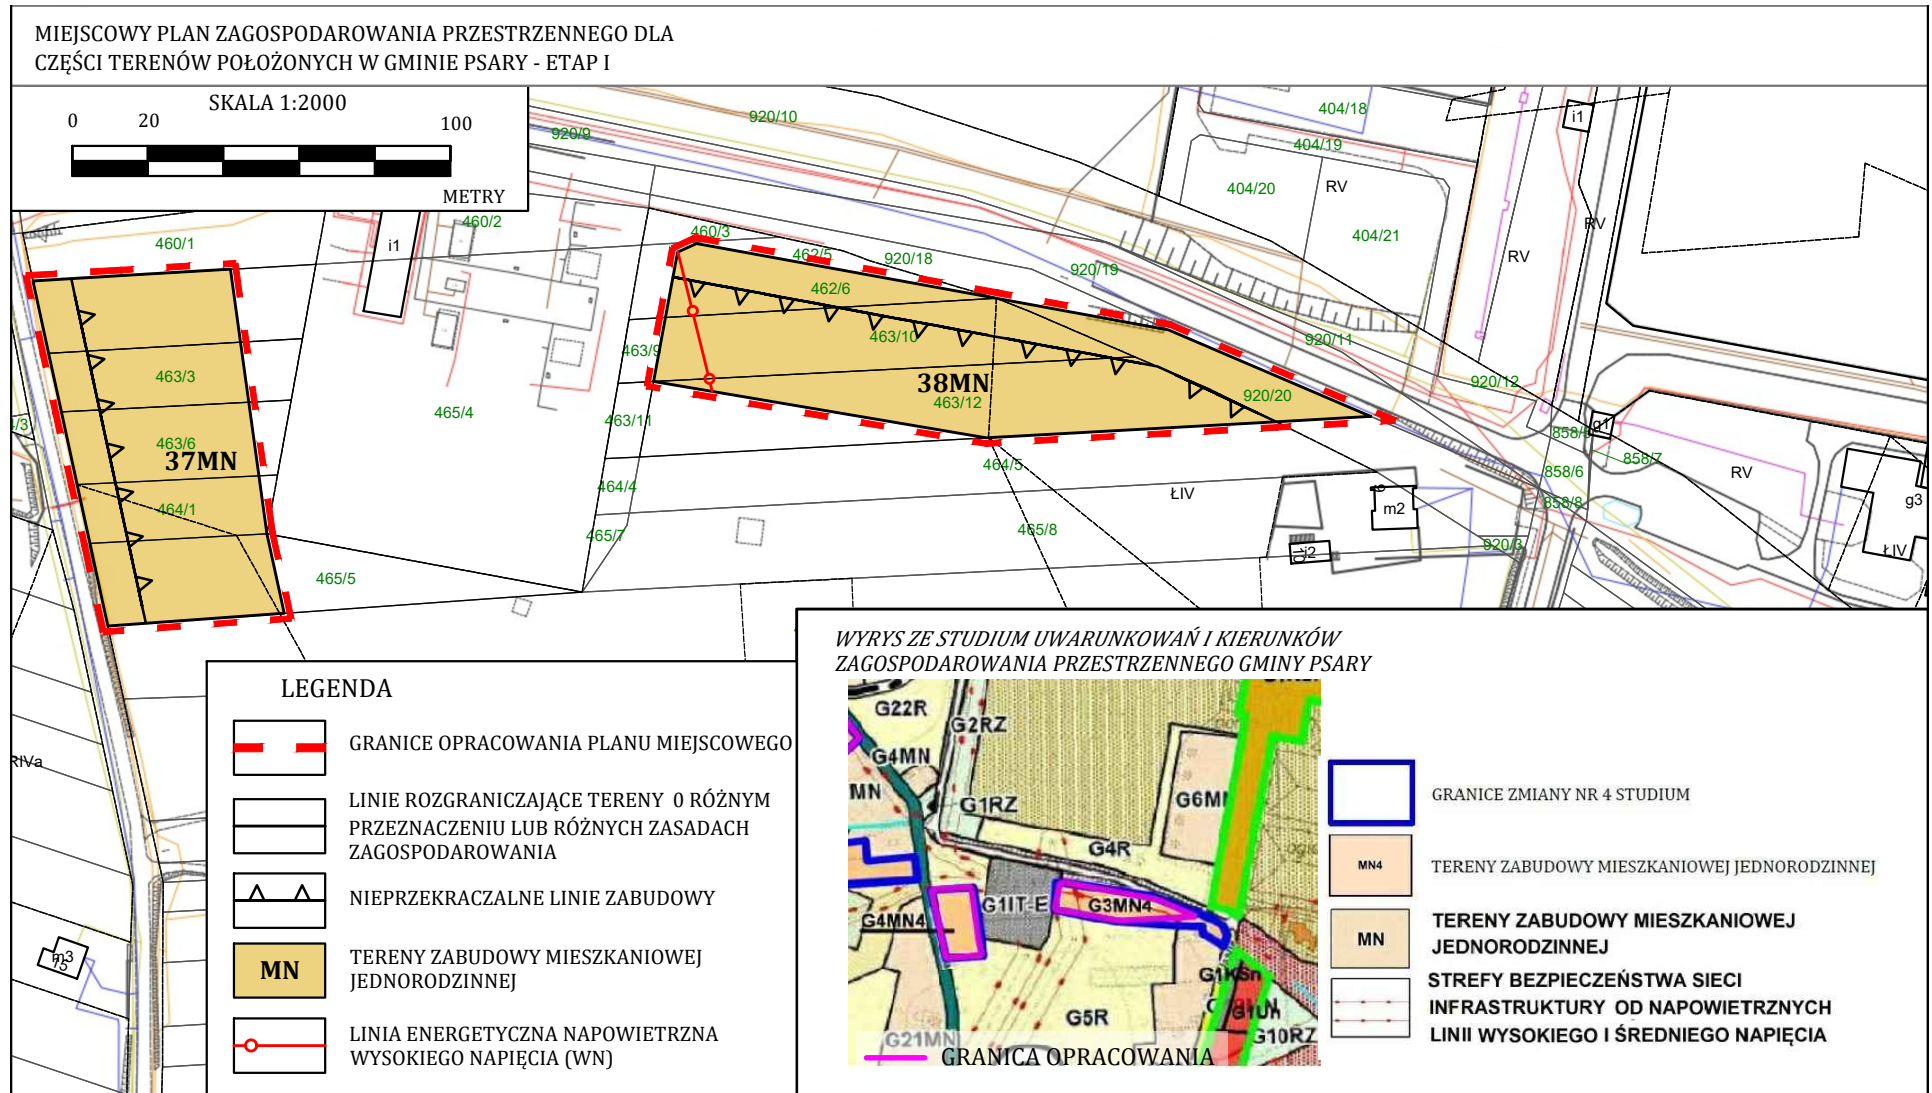 MIEJSCOWY PLAN ZAGOSPODAROWANIA PRZESTRZENNEGO DLA
CZĘŚCI TERENÓW POŁOŻONYCH W GMINIE PSARY - ETAP I
SKALA 1:2000
0 20 100
METRY
920/9
920/10
404/18
i1
404/19
404/20
RV
404/21
RV
RV
460/1
i1
460/2
460/3
462/5
920/18
920/19
462/6
463/10
920/11
920/12
463/3
463/9
38MN
463/12
920/20
465/4
463/11
463/6
37MN
464/1
464/4
464/5
465/7
465/8
465/5
ŁIV
m2
i2
920/3
g1
858/6
858/7
858/8
RV
g3
ŁIV
RIVa
m3
15
LEGENDA
GRANICE OPRACOWANIA PLANU MIEJSCOWEGO
LINIE ROZGRANICZAJĄCE TERENY 0 RÓŻNYM
PRZEZNACZENIU LUB RÓŻNYCH ZASADACH
ZAGOSPODAROWANIA
NIEPRZEKRACZALNE LINIE ZABUDOWY
MN
TERENY ZABUDOWY MIESZKANIOWEJ
JEDNORODZINNEJ
LINIA ENERGETYCZNA NAPOWIETRZNA
WYSOKIEGO NAPIĘCIA (WN)
WYRYS ZE STUDIUM UWARUNKOWAŃ I KIERUNKÓW
ZAGOSPODAROWANIA PRZESTRZENNEGO GMINY PSARY
G22R
G2RZ
G4MN
MN
G1RZ
G6MN
G4R
G1IT-E
G3MN4
G4MN4
G1KSn
G1Un
G5R
G21MN
G10RZ
GRANICA OPRACOWANIA
GRANICE ZMIANY NR 4 STUDIUM
MN4
TERENY ZABUDOWY MIESZKANIOWEJ JEDNORODZINNEJ
MN
TERENY ZABUDOWY MIESZKANIOWEJ
JEDNORODZINNEJ
STREFY BEZPIECZEŃSTWA SIECI
INFRASTRUKTURY OD NAPOWIETRZNYCH
LINII WYSOKIEGO I ŚREDNIEGO NAPIĘCIA